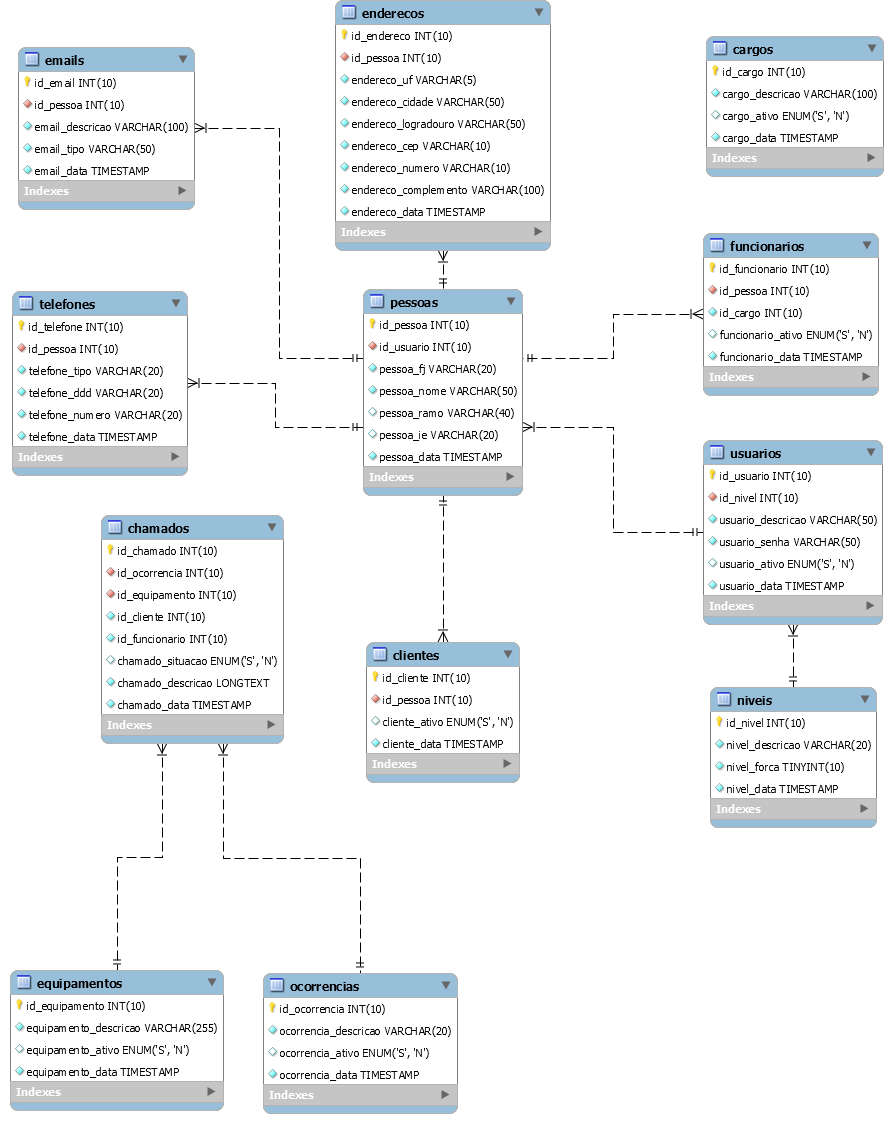 enderecos
id_endereco INT(10)
id_pessoa INT(10)
endereco_uf VARCHAR(5)
endereco_cidade VARCHAR(50)
endereco_logradouro VARCHAR(50)
endereco_cep VARCHAR(10)
endereco_numero VARCHAR(10)
endereco_complemento VARCHAR(100)
endereco_data TIMESTAMP
Indexes
emails
id_email INT(10)
id_pessoa INT(10)
email_descricao VARCHAR(100)
email_tipo VARCHAR(50)
email_data TIMESTAMP
Indexes
cargos
id_cargo INT(10)
cargo_descricao VARCHAR(100)
cargo_ativo ENUM('S', 'N')
cargo_data TIMESTAMP
Indexes
telefones
id_telefone INT(10)
id_pessoa INT(10)
telefone_tipo VARCHAR(20)
telefone_ddd VARCHAR(20)
telefone_numero VARCHAR(20)
telefone_data TIMESTAMP
Indexes
pessoas
id_pessoa INT(10)
id_usuario INT(10)
pessoa_fj VARCHAR(20)
pessoa_nome VARCHAR(50)
pessoa_ramo VARCHAR(40)
pessoa_ie VARCHAR(20)
pessoa_data TIMESTAMP
Indexes
funcionarios
id_funcionario INT(10)
id_pessoa INT(10)
id_cargo INT(10)
funcionario_ativo ENUM('S', 'N')
funcionario_data TIMESTAMP
Indexes
usuarios
id_usuario INT(10)
id_nivel INT(10)
usuario_descricao VARCHAR(50)
usuario_senha VARCHAR(50)
usuario_ativo ENUM('S', 'N')
usuario_data TIMESTAMP
Indexes
chamados
id_chamado INT(10)
id_ocorrencia INT(10)
id_equipamento INT(10)
id_cliente INT(10)
id_funcionario INT(10)
chamado_situacao ENUM('S', 'N')
chamado_descricao LONGTEXT
chamado_data TIMESTAMP
Indexes
clientes
id_cliente INT(10)
id_pessoa INT(10)
cliente_ativo ENUM('S', 'N')
cliente_data TIMESTAMP
Indexes
niveis
id_nivel INT(10)
nivel_descricao VARCHAR(20)
nivel_forca TINYINT(10)
nivel_data TIMESTAMP
Indexes
equipamentos
id_equipamento INT(10)
equipamento_descricao VARCHAR(255)
equipamento_ativo ENUM('S', 'N')
equipamento_data TIMESTAMP
Indexes
ocorrencias
id_ocorrencia INT(10)
ocorrencia_descricao VARCHAR(20)
ocorrencia_ativo ENUM('S', 'N')
ocorrencia_data TIMESTAMP
Indexes